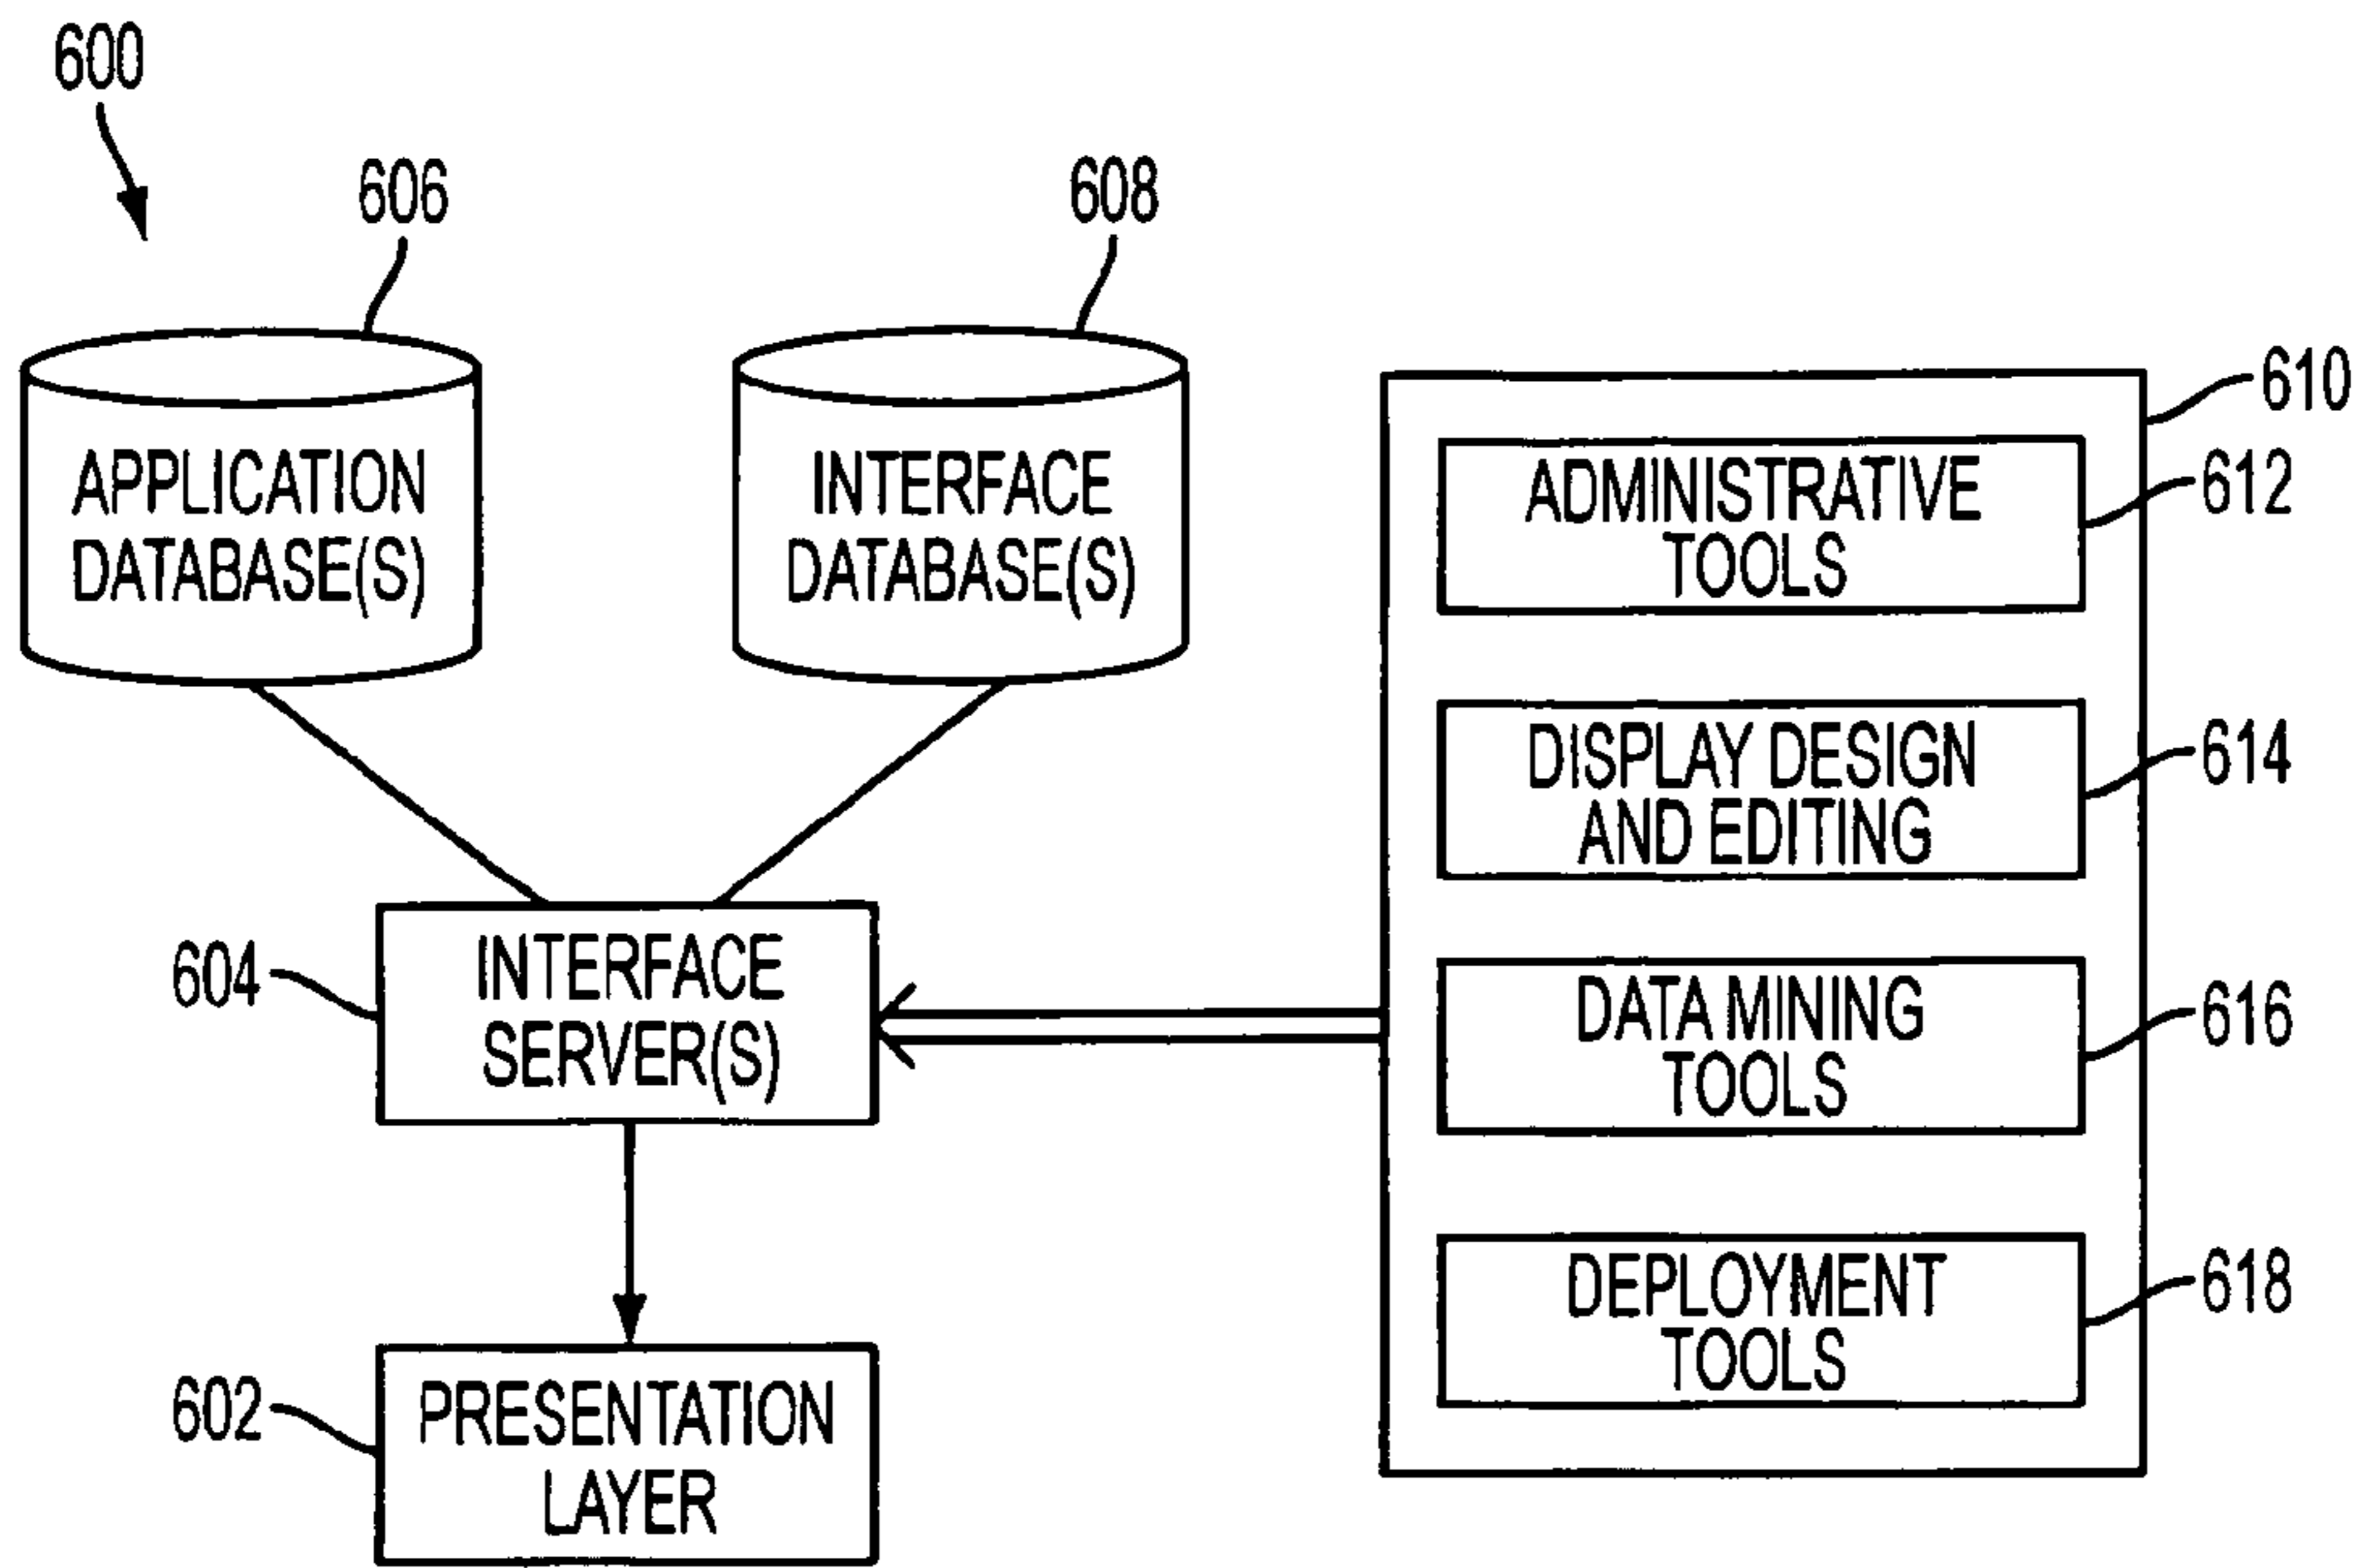 600
606
608
APPLICATION
DATABASE(S)
INTERFACE
DATABASE(S)
610
ADMINISTRATIVE
TOOLS
612
DISPLAY DESIGN
AND EDITING
614
604
INTERFACE
SERVER(S)
DATA MINING
TOOLS
616
DEPLOYMENT
TOOLS
618
602
PRESENTATION
LAYER